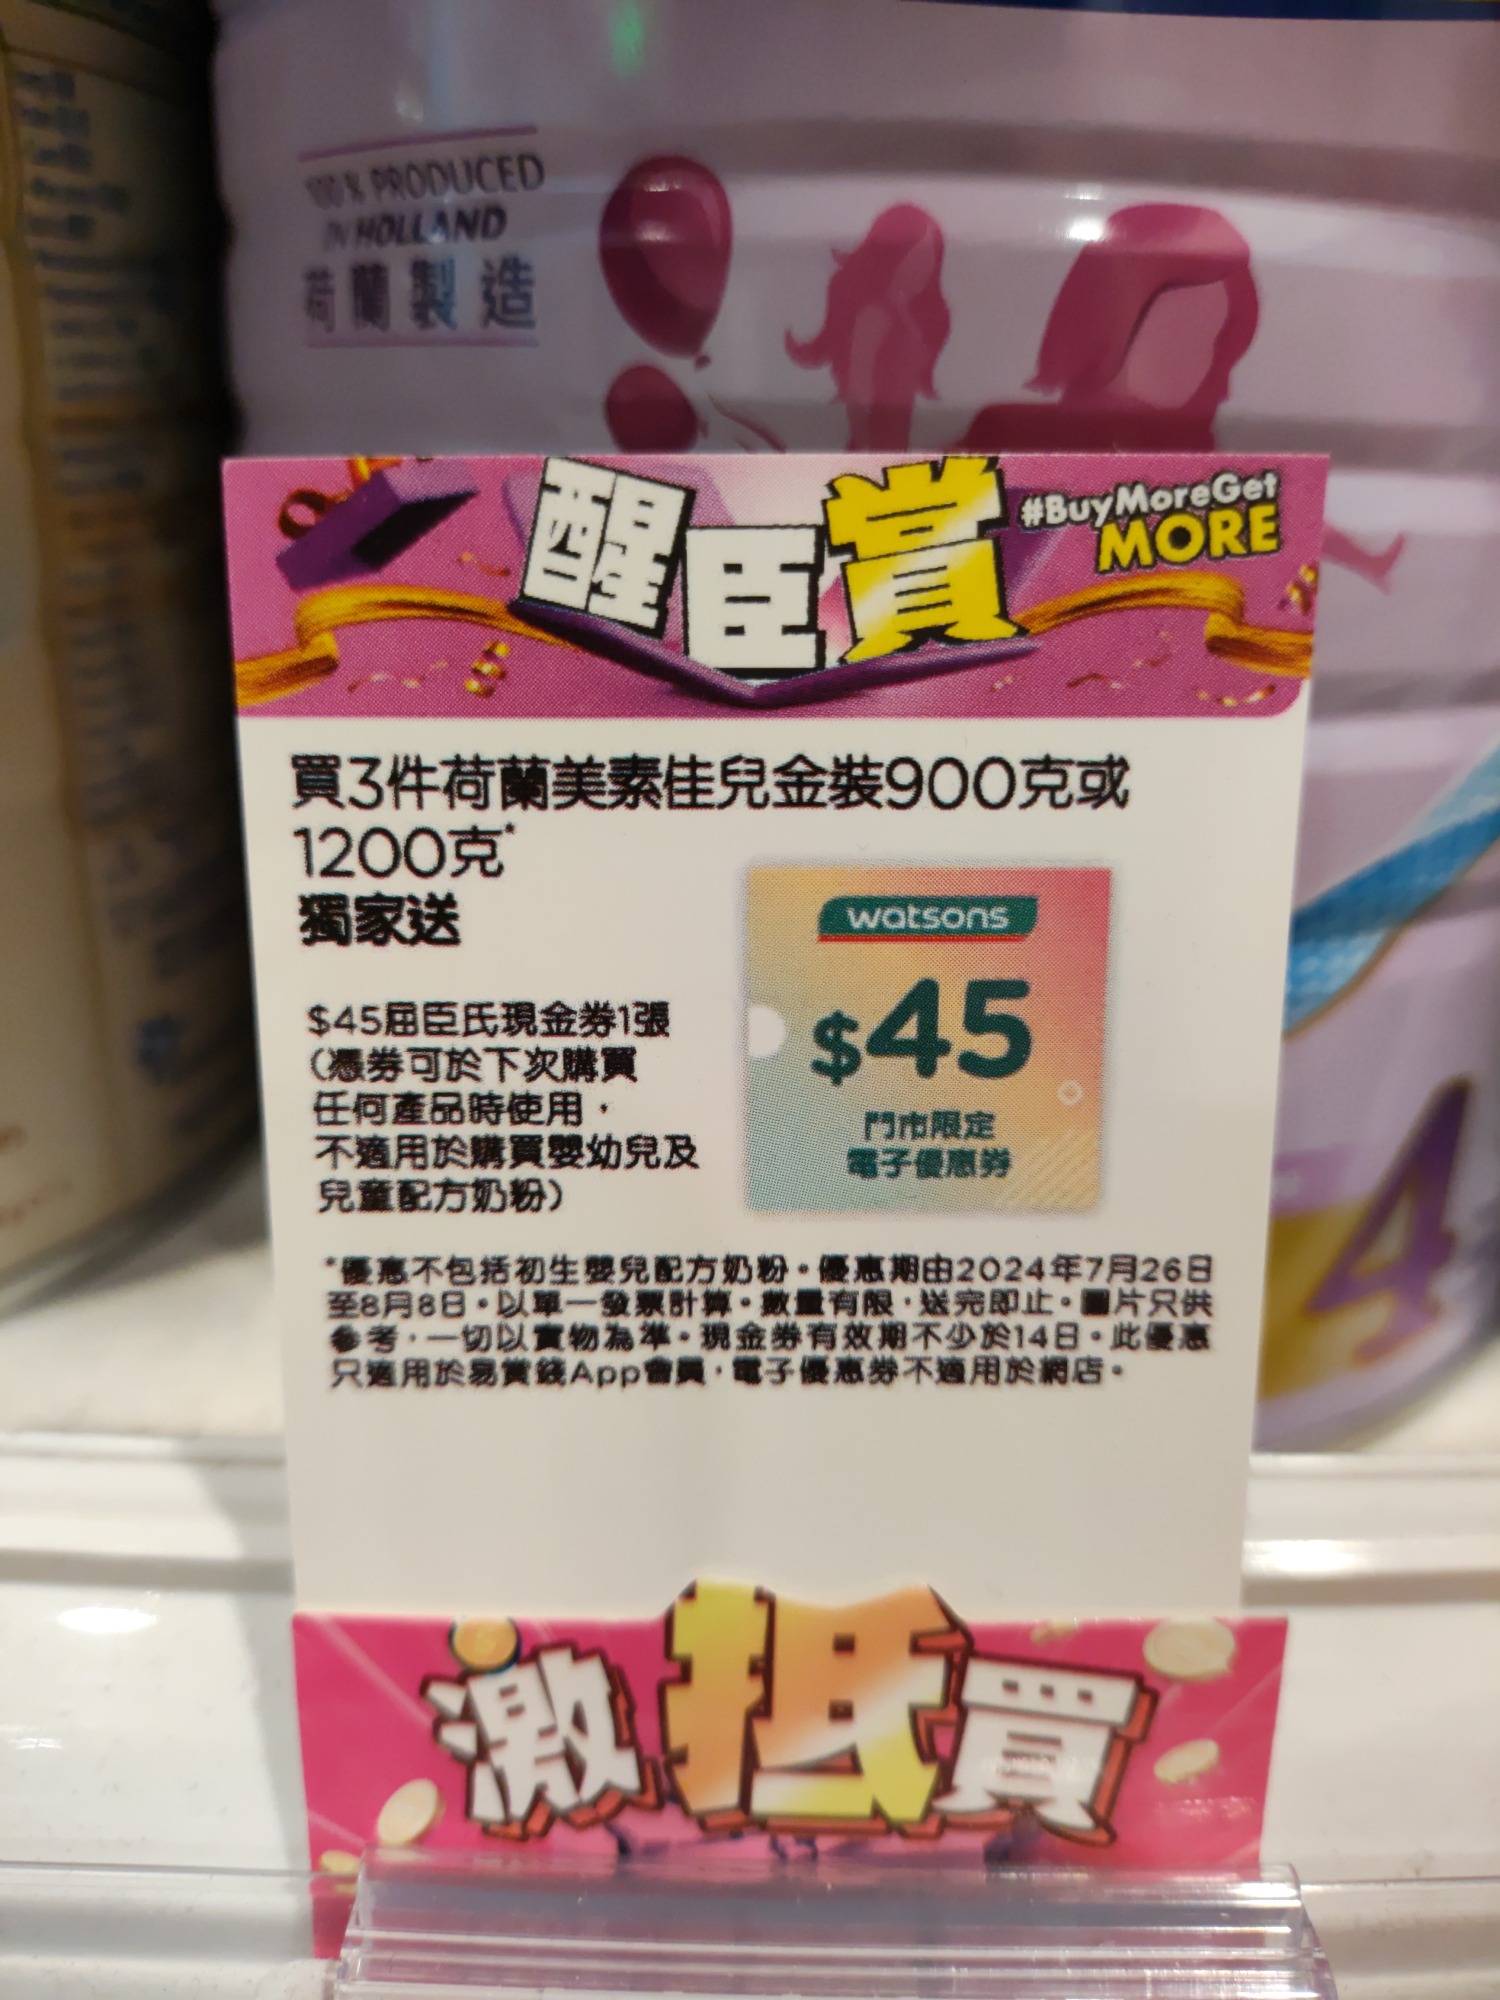 100% PRODUCED
IN HOLLAND
荷蘭製造
醒臣賞
#BuyMoreGet
MORE
買3件荷蘭美素佳兒金裝900克或
1200克*
獨家送
$45屈臣氏現金券1張
(憑券可於下次購買
任何產品時使用，
不適用於購買嬰幼兒及
兒童配方奶粉)
watsons
$45
門市限定
電子優惠券
*優惠不包括初生嬰兒配方奶粉。優惠期由2024年7月26日
至8月8日。以單一發票計算。數量有限，送完即止。圖片只供
參考，一切以實物為準。現金券有效期不少於14日。此優惠
只適用於易賞錢App會員，電子優惠券不適用於網店。
4
激抵買